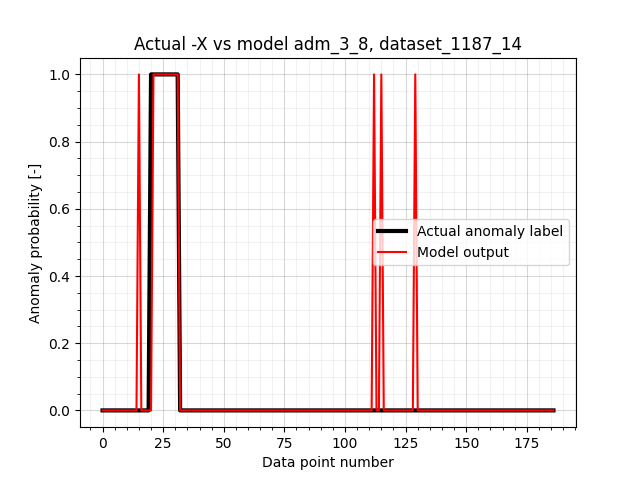 Actual -X vs model adm_3_8, dataset_1187_14
Anomaly probability [-]
1.0
0.8
0.6
0.4
0.2
0.0
Actual anomaly label
Model output
0 25 50 75 100 125 150 175
Data point number